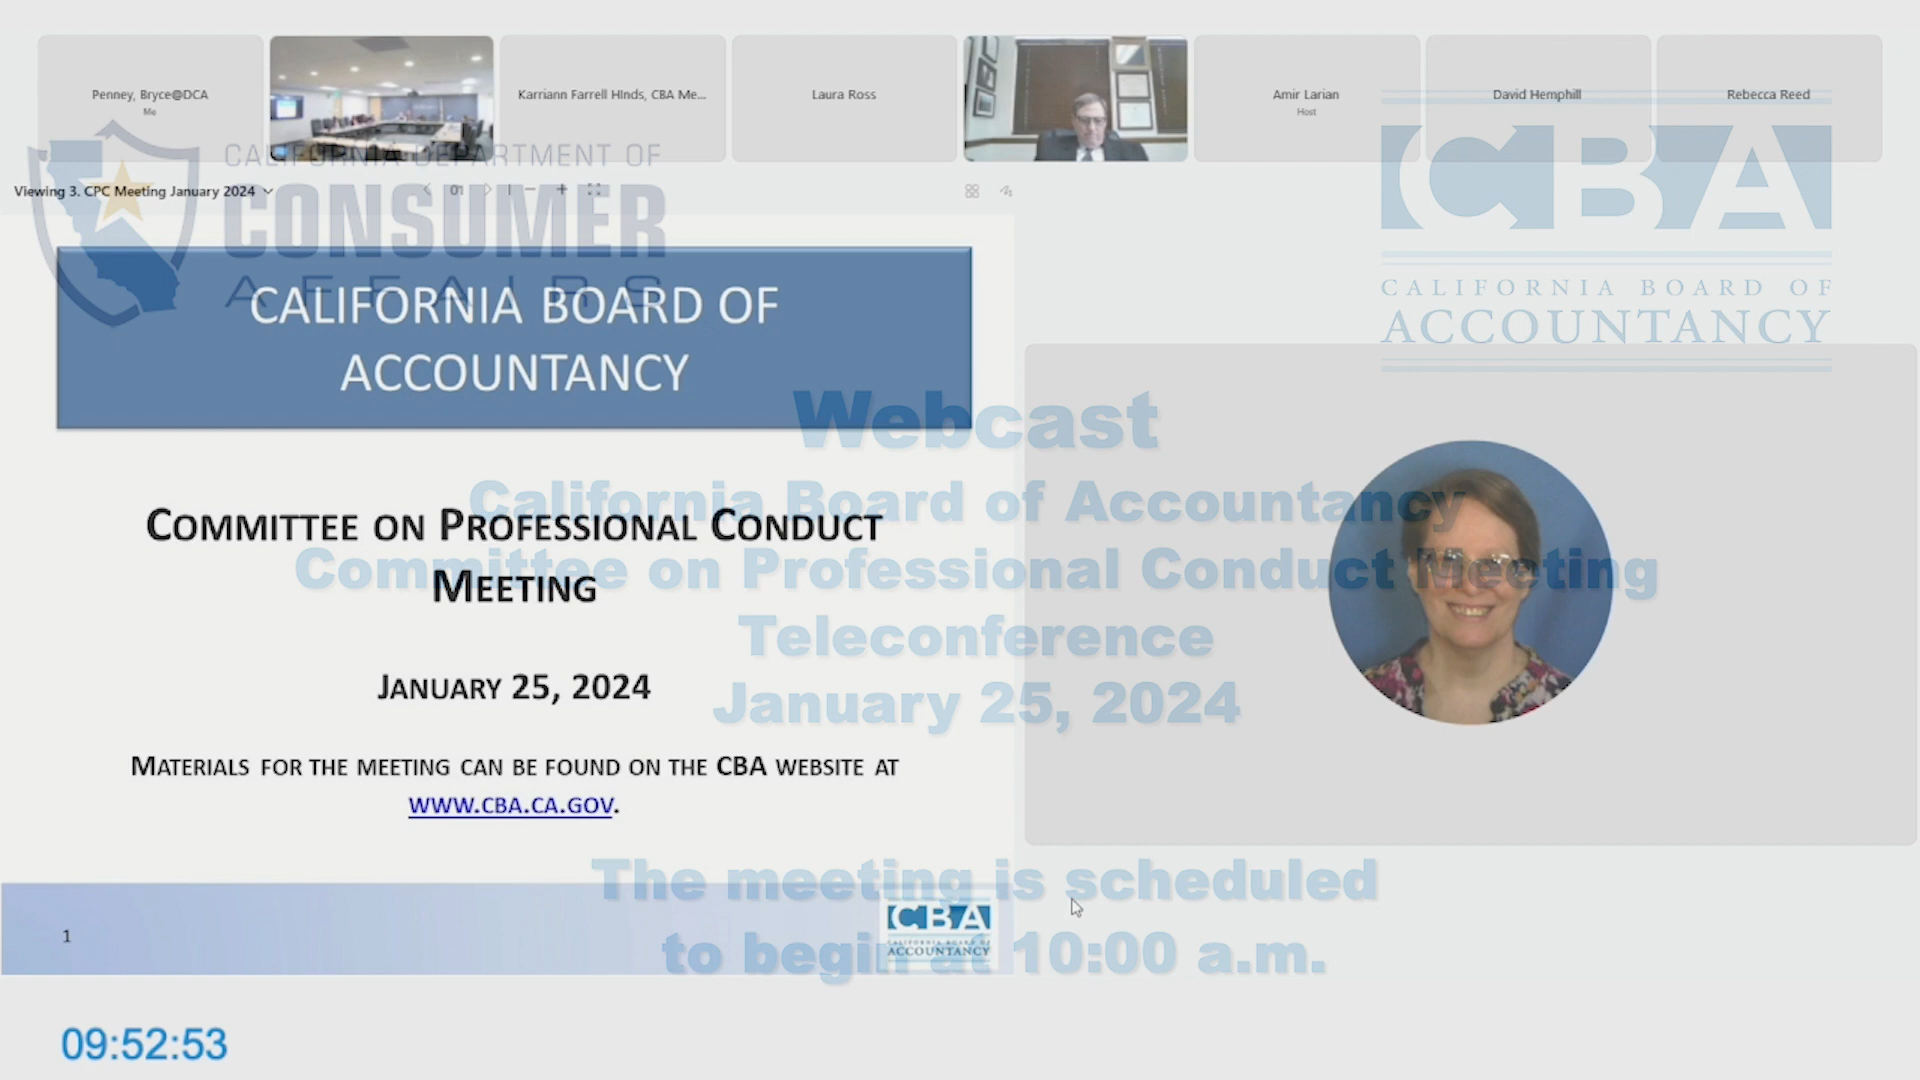 Penney, Bryce@DCA
Me
Karriann Farrell HInds, CBA Me...
Laura Ross
Amir Larian
Host
David Hemphill
Rebecca Reed
Viewing 3. CPC Meeting January 2024
01
CALIFORNIA DEPARTMENT OF
CONSUMER
AFFAIRS
CBA
CALIFORNIA BOARD OF
ACCOUNTANCY
CALIFORNIA BOARD OF
ACCOUNTANCY
COMMITTEE ON PROFESSIONAL CONDUCT
MEETING
JANUARY 25, 2024
MATERIALS FOR THE MEETING CAN BE FOUND ON THE CBA WEBSITE AT
WWW.CBA.CA.GOV.
Webcast
California Board of Accountancy
Committee on Professional Conduct Meeting
Teleconference
January 25, 2024
The meeting is scheduled
to begin at 10:00 a.m.
1
CBA
CALIFORNIA BOARD OF
ACCOUNTANCY
09:52:53